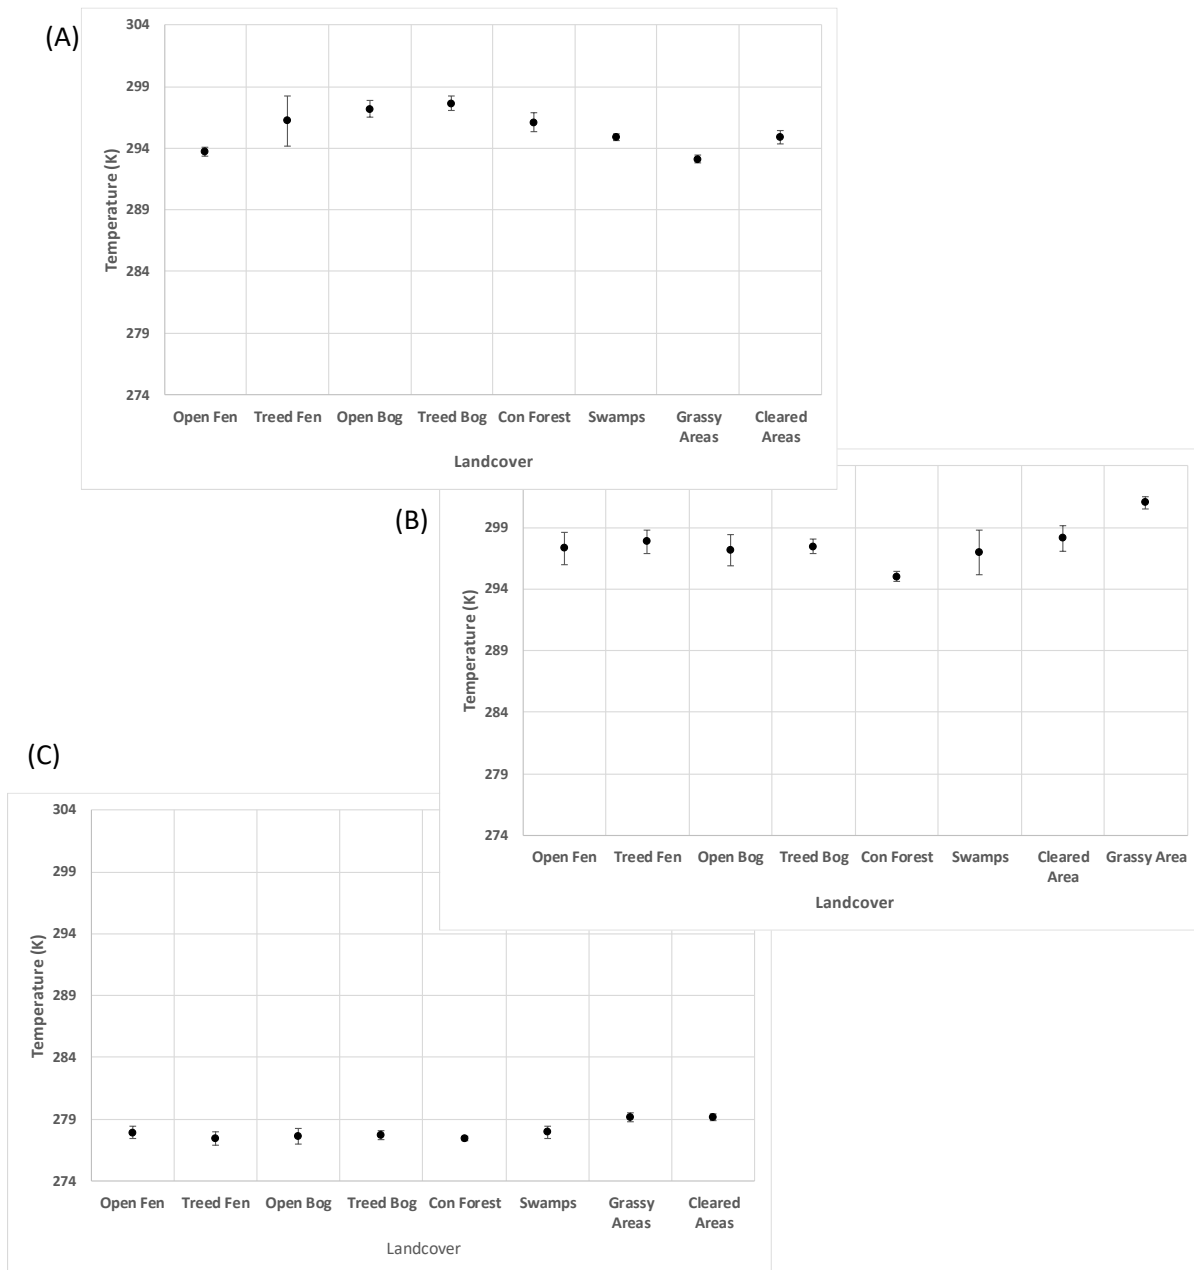 (A)
304
299
294
289
284
279
274
Temperature (K)
Open Fen Treed Fen Open Bog Treed Bog Con Forest Swamps Grassy Areas Cleared Areas
Landcover
(B)
299
294
289
284
279
274
Temperature (K)
Open Fen Treed Fen Open Bog Treed Bog Con Forest Swamps Cleared Area Grassy Area
Landcover
(C)
304
299
294
289
284
279
274
Temperature (K)
Open Fen Treed Fen Open Bog Treed Bog Con Forest Swamps Grassy Areas Cleared Areas
Landcover